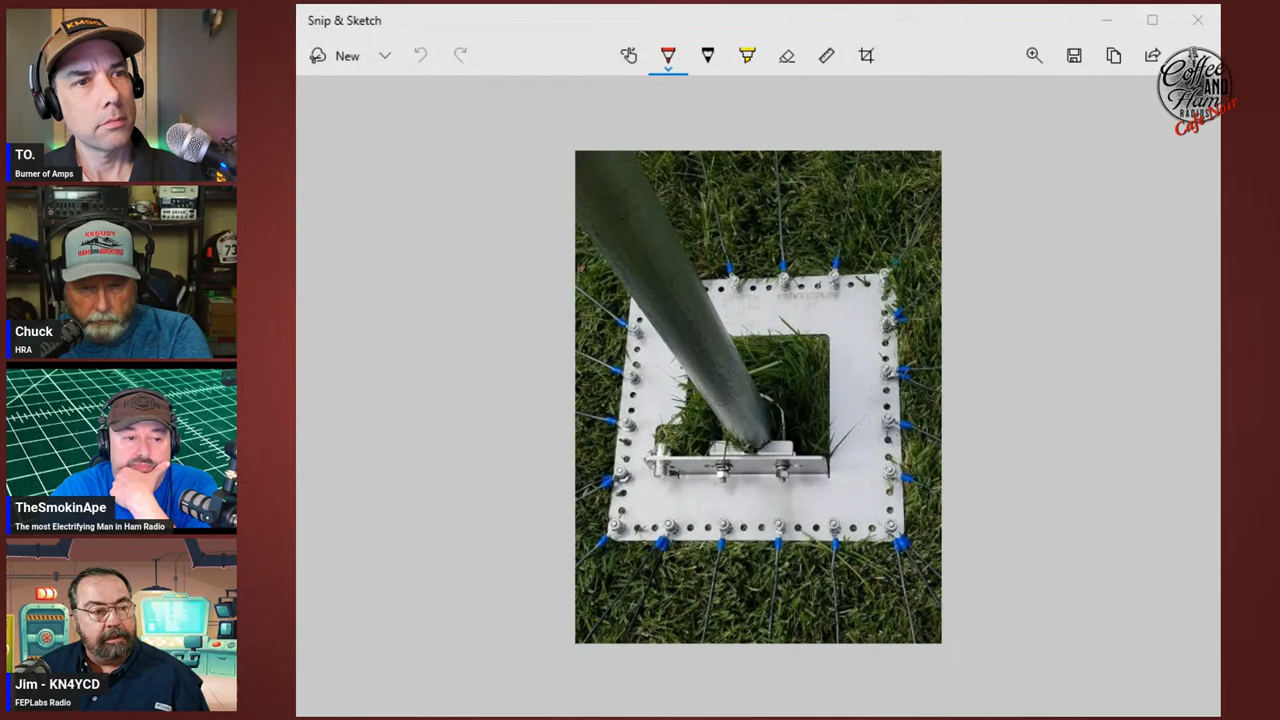 Snip & Sketch
New
Coffee
AND
Ham
RADIOS
Café Noir
TO.
Burner of Amps
Chuck
HRA
73
TheSmokinApe
The most Electrifying Man in Ham Radio
Jim - KN4YCD
FEPLabs Radio